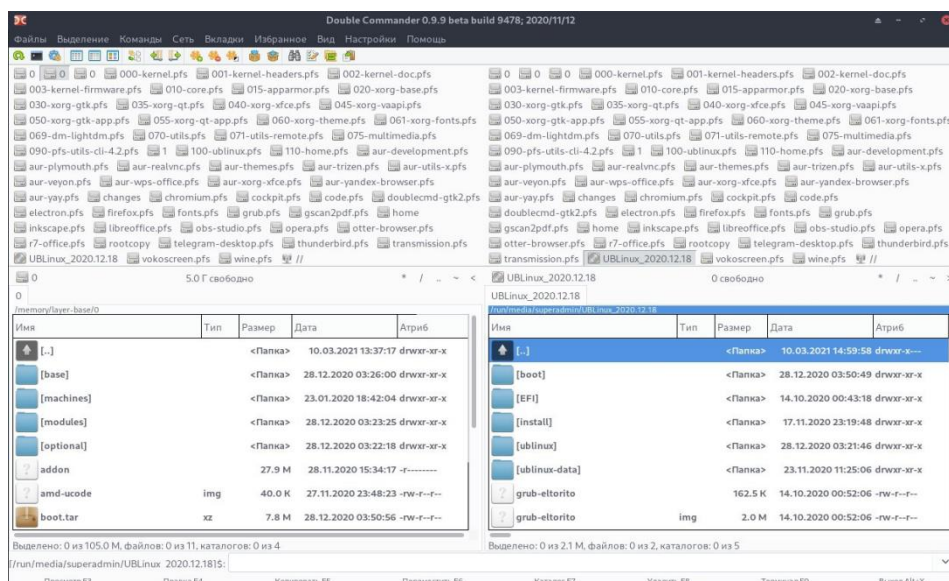 Double Commander 0.9.9 beta build 9478; 2020/11/12
Файлы Выделение Команды Сеть Вкладки Избранное Вид Настройки Помощь
0 0 0 000-kernel.pfs 001-kernel-headers.pfs 002-kernel-doc.pfs
003-kernel-firmware.pfs 010-core.pfs 015-apparmor.pfs 020-xorg-base.pfs
030-xorg-gtk.pfs 035-xorg-qt.pfs 040-xorg-xfce.pfs 045-xorg-vaapi.pfs
050-xorg-gtk-app.pfs 055-xorg-qt-app.pfs 060-xorg-theme.pfs 061-xorg-fonts.pfs
069-dm-lightdm.pfs 070-utils.pfs 071-utils-remote.pfs 075-multimedia.pfs
090-pfs-utils-cli-4.2.pfs 1 100-ublinux.pfs 110-home.pfs aur-development.pfs
aur-plymouth.pfs aur-realvnc.pfs aur-themes.pfs aur-trizen.pfs aur-utils-x.pfs
aur-veyon.pfs aur-wps-office.pfs aur-xorg-xfce.pfs aur-yandex-browser.pfs
aur-yay.pfs changes chromium.pfs cockpit.pfs code.pfs doublecmd-gtk2.pfs
electron.pfs firefox.pfs fonts.pfs grub.pfs gscan2pdf.pfs home
inkscape.pfs libreoffice.pfs obs-studio.pfs opera.pfs otter-browser.pfs
r7-office.pfs rootcopy telegram-desktop.pfs thunderbird.pfs transmission.pfs
UBLinux_2020.12.18 vokoscreen.pfs wine.pfs //
0 5.0 Г свободно * / .. ~ <
0
/memory/layer-base/0
Имя Тип Размер Дата Атриб
[..] <Папка> 10.03.2021 13:37:17 drwxr-xr-x
[base] <Папка> 28.12.2020 03:26:00 drwxr-xr-x
[machines] <Папка> 23.01.2020 18:42:04 drwxr-xr-x
[modules] <Папка> 28.12.2020 03:23:25 drwxr-xr-x
[optional] <Папка> 28.12.2020 03:22:18 drwxr-xr-x
addon 27.9 M 28.11.2020 15:34:17 -r--------
amd-ucode img 40.0 K 27.11.2020 23:48:23 -rw-r--r--
boot.tar xz 7.8 M 28.12.2020 03:50:56 -rw-r--r--
Выделено: 0 из 105.0 M, файлов: 0 из 11, каталогов: 0 из 4
0 0 0 000-kernel.pfs 001-kernel-headers.pfs 002-kernel-doc.pfs
003-kernel-firmware.pfs 010-core.pfs 015-apparmor.pfs 020-xorg-base.pfs
030-xorg-gtk.pfs 035-xorg-qt.pfs 040-xorg-xfce.pfs 045-xorg-vaapi.pfs
050-xorg-gtk-app.pfs 055-xorg-qt-app.pfs 060-xorg-theme.pfs 061-xorg-fonts.pfs
069-dm-lightdm.pfs 070-utils.pfs 071-utils-remote.pfs 075-multimedia.pfs
090-pfs-utils-cli-4.2.pfs 1 100-ublinux.pfs 110-home.pfs aur-development.pfs
aur-plymouth.pfs aur-realvnc.pfs aur-themes.pfs aur-trizen.pfs aur-utils-x.pfs
aur-veyon.pfs aur-wps-office.pfs aur-xorg-xfce.pfs aur-yandex-browser.pfs
aur-yay.pfs changes chromium.pfs cockpit.pfs code.pfs
doublecmd-gtk2.pfs electron.pfs firefox.pfs fonts.pfs grub.pfs
gscan2pdf.pfs home inkscape.pfs libreoffice.pfs obs-studio.pfs opera.pfs
otter-browser.pfs r7-office.pfs rootcopy telegram-desktop.pfs thunderbird.pfs
transmission.pfs UBLinux_2020.12.18 vokoscreen.pfs wine.pfs //
UBLinux_2020.12.18 0 свободно * / .. ~
UBLinux_2020.12.18
/run/media/superadmin/UBLinux_2020.12.18
Имя Тип Размер Дата Атриб
[..] <Папка> 10.03.2021 14:59:58 drwxr-x---
[boot] <Папка> 28.12.2020 03:50:49 drwxr-xr-x
[EFI] <Папка> 14.10.2020 00:43:18 drwxr-xr-x
[install] <Папка> 17.11.2020 23:19:48 drwxr-xr-x
[ublinux] <Папка> 28.12.2020 03:21:46 drwxr-xr-x
[ublinux-data] <Папка> 23.11.2020 11:25:06 drwxr-xr-x
grub-eltorito 162.5 K 14.10.2020 00:52:06 -rw-r--r--
grub-eltorito img 2.0 M 14.10.2020 00:52:06 -rw-r--r--
Выделено: 0 из 2.1 M, файлов: 0 из 2, каталогов: 0 из 5
[/run/media/superadmin/UBLinux_2020.12.18]$: